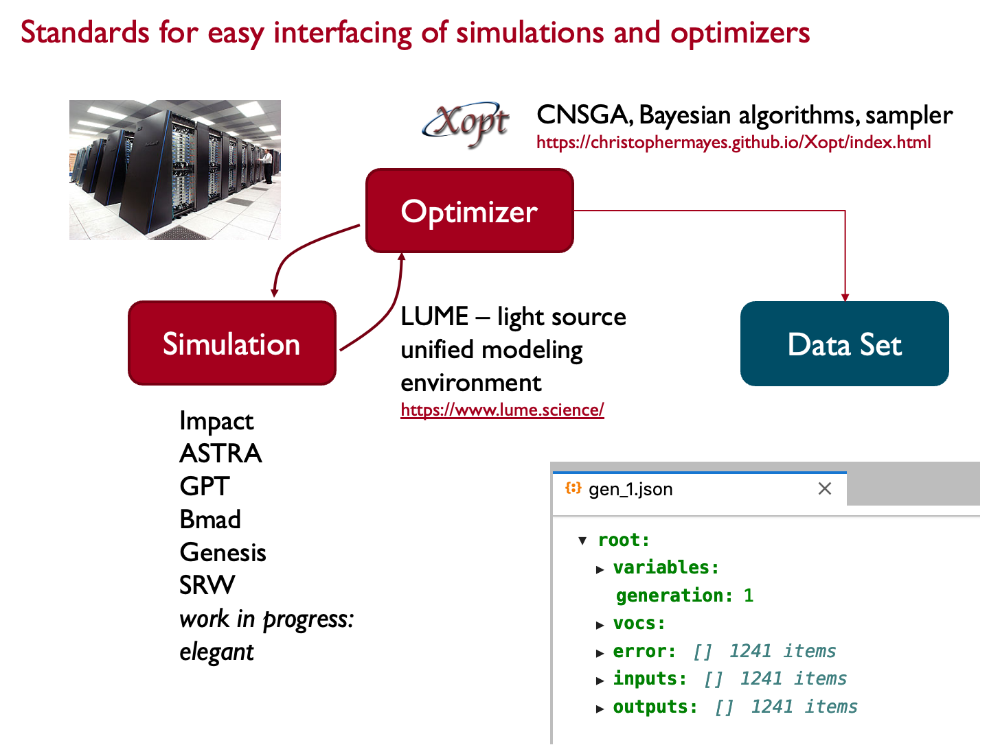 Standards for easy interfacing of simulations and optimizers
Xopt
CNSGA, Bayesian algorithms, sampler
https://christophermayes.github.io/Xopt/index.html
Optimizer
Simulation
LUME – light source
unified modeling
environment
https://www.lume.science/
Data Set
Impact
ASTRA
GPT
Bmad
Genesis
SRW
work in progress:
elegant
{:} gen_1.json
root:
variables:
generation: 1
vocs:
error: [] 1241 items
inputs: [] 1241 items
outputs: [] 1241 items